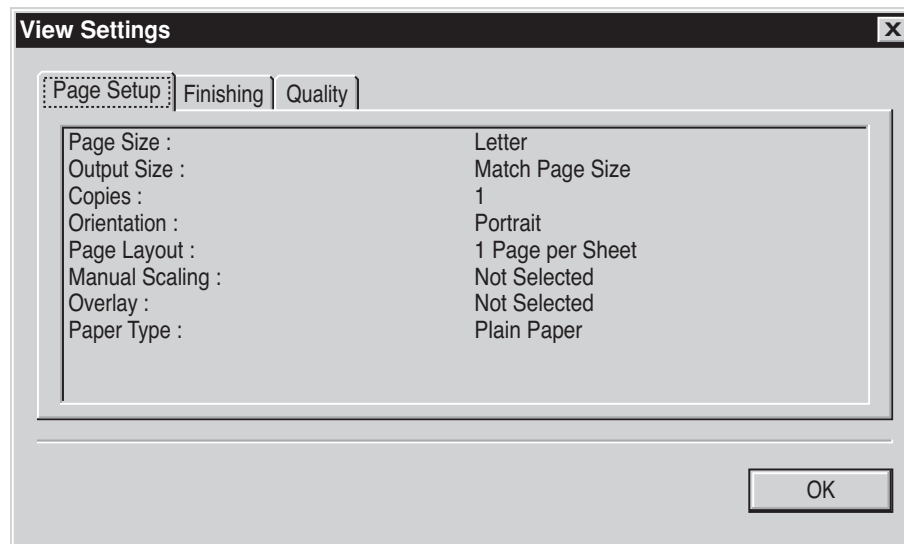 View Settings X
Page Setup Finishing Quality
Page Size : Letter
Output Size : Match Page Size
Copies : 1
Orientation : Portrait
Page Layout : 1 Page per Sheet
Manual Scaling : Not Selected
Overlay : Not Selected
Paper Type : Plain Paper
OK